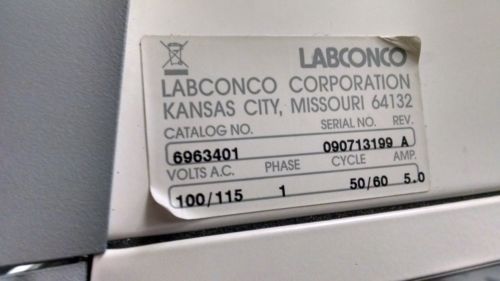 LABCONCO
LABCONCO CORPORATION
KANSAS CITY, MISSOURI 64132
CATALOG NO. SERIAL NO. REV.
6963401 090713199 A
VOLTS A.C. PHASE CYCLE AMP.
100/115 1 50/60 5.0